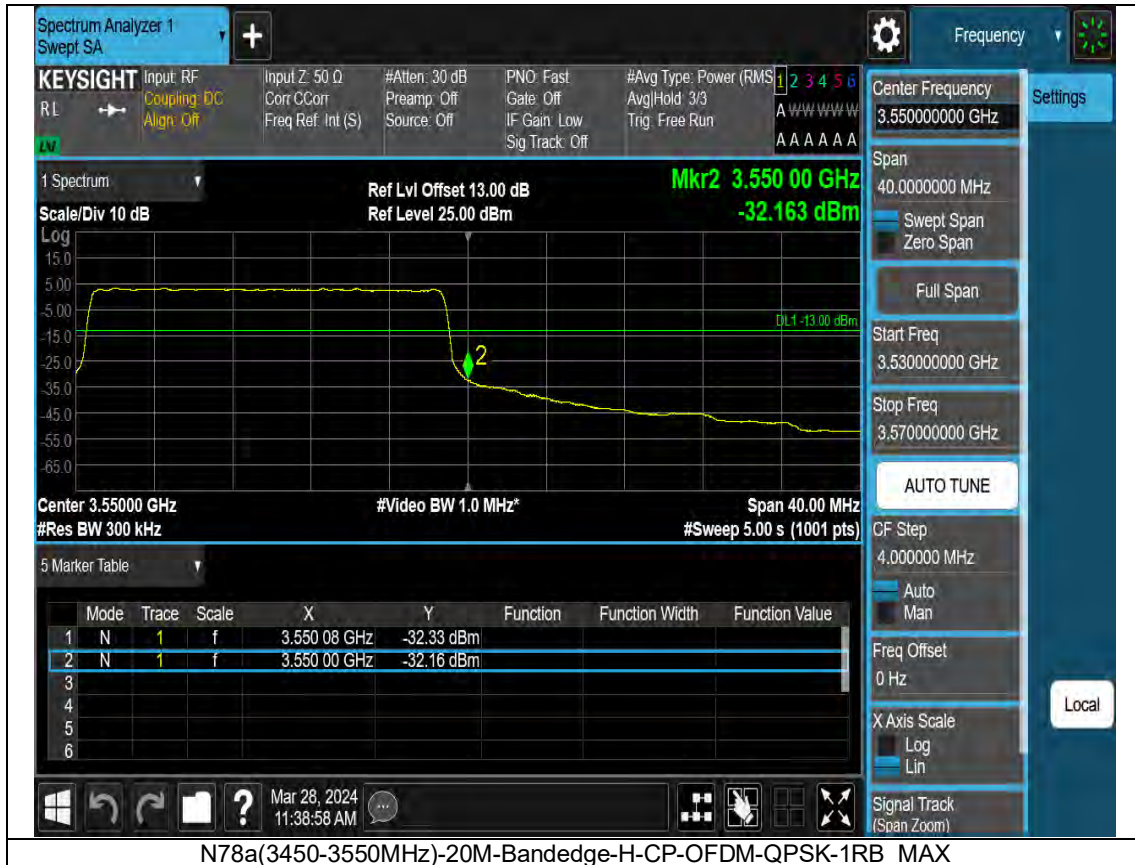 Spectrum Analyzer 1
Swept SA
+
Frequency
KEYSIGHT
RL
Input: RF
Coupling: DC
Align: Off
Input Z: 50 Ω
Corr CCorr
Freq Ref: Int (S)
#Atten: 30 dB
Preamp: Off
Source: Off
PNO: Fast
Gate: Off
IF Gain: Low
Sig Track: Off
#Avg Type: Power (RMS
Avg|Hold: 3/3
Trig: Free Run
1 2 3 4 5 6
A W W W W W
A A A A A A
1 Spectrum
Scale/Div 10 dB
Ref Lvl Offset 13.00 dB
Ref Level 25.00 dBm
Mkr2 3.550 00 GHz
-32.163 dBm
Log
15.0
5.00
-5.00
-15.0
-25.0
-35.0
-45.0
-55.0
-65.0
DL1 -13.00 dBm
2
Center 3.55000 GHz
#Res BW 300 kHz
#Video BW 1.0 MHz*
Span 40.00 MHz
#Sweep 5.00 s (1001 pts)
5 Marker Table
Mode Trace Scale X Y Function Function Width Function Value
1 N 1 f 3.550 08 GHz -32.33 dBm
2 N 1 f 3.550 00 GHz -32.16 dBm
3
4
5
6
Mar 28, 2024
11:38:58 AM
Center Frequency
3.550000000 GHz
Settings
Span
40.0000000 MHz
Swept Span
Zero Span
Full Span
Start Freq
3.530000000 GHz
Stop Freq
3.570000000 GHz
AUTO TUNE
CF Step
4.000000 MHz
Auto
Man
Freq Offset
0 Hz
X Axis Scale
Log
Lin
Local
Signal Track
(Span Zoom)
N78a(3450-3550MHz)-20M-Bandedge-H-CP-OFDM-QPSK-1RB_MAX